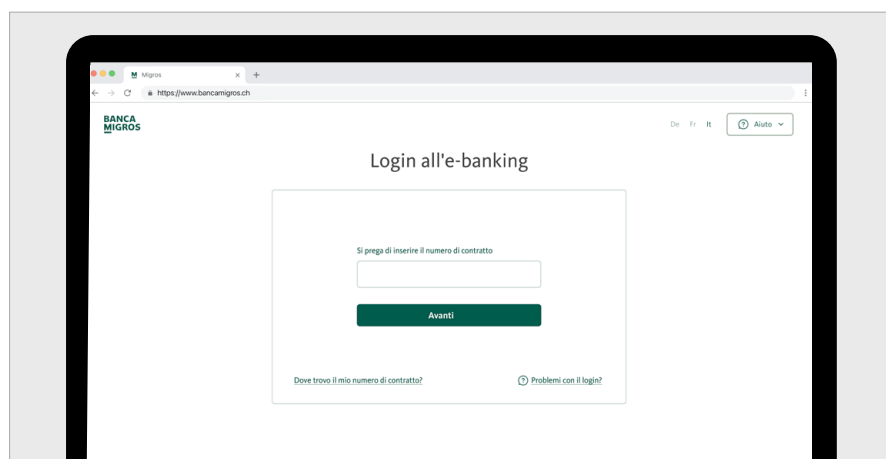 Migros
https://www.bancamigros.ch
BANCA
MIGROS
De Fr It Aiuto
Login all'e-banking
Si prega di inserire il numero di contratto
Avanti
Dove trovo il mio numero di contratto? Problemi con il login?